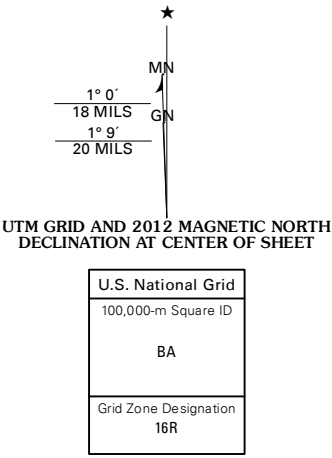 MN
1° 0´
18 MILS
GN
1° 9´
20 MILS
UTM GRID AND 2012 MAGNETIC NORTH
DECLINATION AT CENTER OF SHEET
U.S. National Grid
100,000-m Square ID
BA
Grid Zone Designation
16R